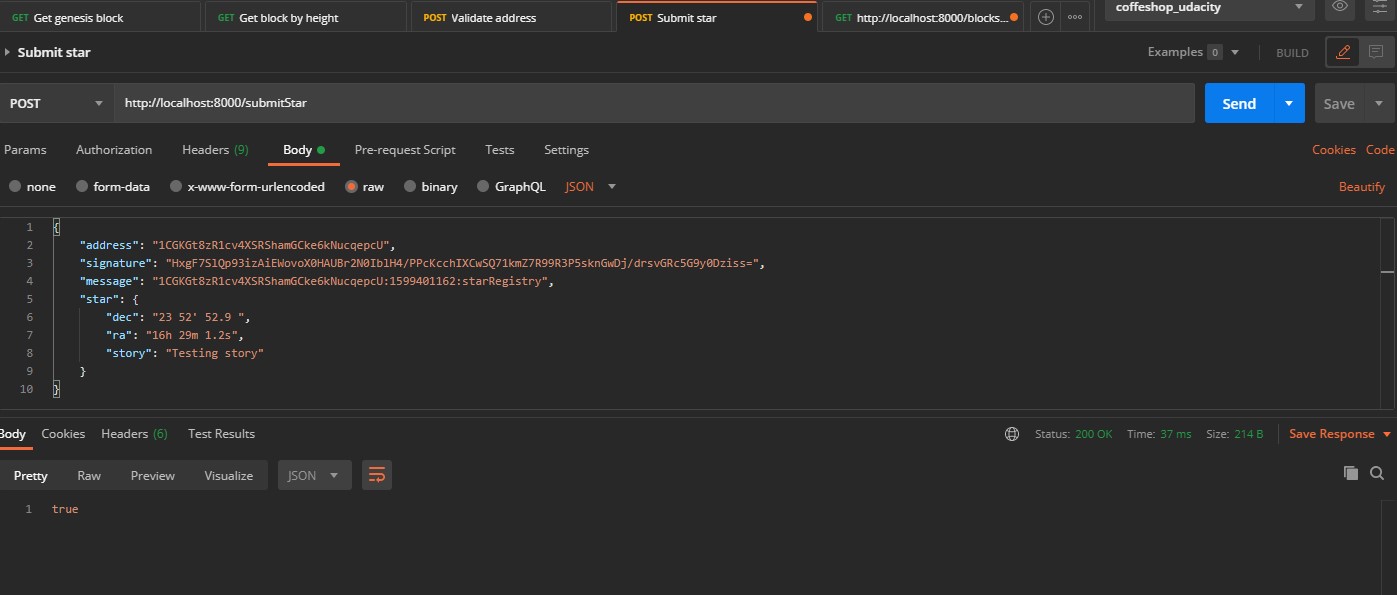 GET Get genesis block GET Get block by height POST Validate address POST Submit star GET http://localhost:8000/blocks... coffeshop_udacity
Submit star Examples 0 BUILD
POST http://localhost:8000/submitStar Send Save
Params Authorization Headers (9) Body Pre-request Script Tests Settings Cookies Code
none form-data x-www-form-urlencoded raw binary GraphQL JSON Beautify
1 {
2 "address": "1CGKGt8zR1cv4XSRShamGCke6kNucqepcU",
3 "signature": "HxgF7SlQp93izAiEWovoX0HAUBr2N0IblH4/PPcKcchIXCwSQ71kmZ7R99R3P5sknGwDj/drsvGRc5G9y0Dziss=",
4 "message": "1CGKGt8zR1cv4XSRShamGCke6kNucqepcU:1599401162:starRegistry",
5 "star": {
6 "dec": "23 52' 52.9 ",
7 "ra": "16h 29m 1.2s",
8 "story": "Testing story"
9 }
10 }
Body Cookies Headers (6) Test Results Status: 200 OK Time: 37 ms Size: 214 B Save Response
Pretty Raw Preview Visualize JSON
1 true